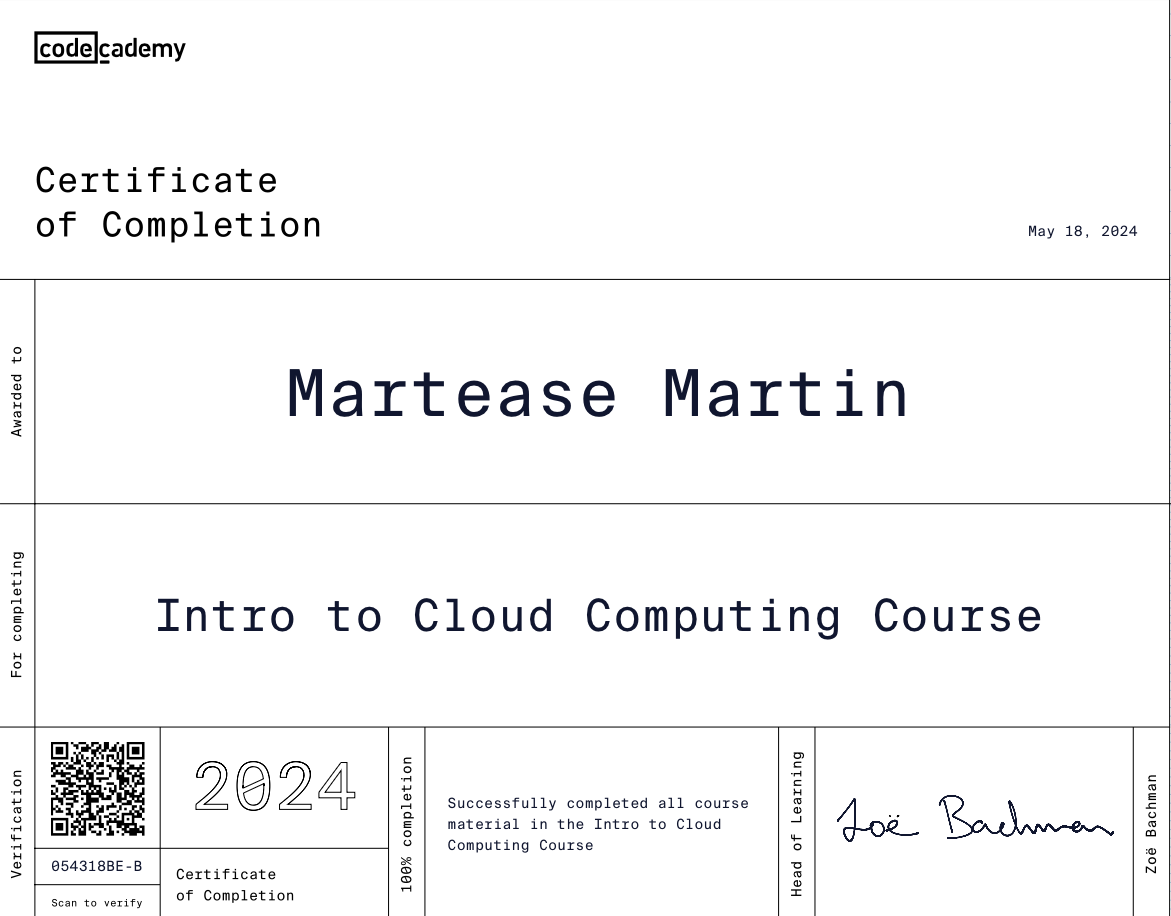 codecademy
Certificate
of Completion
May 18, 2024
Awarded to
Martease Martin
For completing
Intro to Cloud Computing Course
Verification
054318BE-B
Scan to verify
2024
Certificate
of Completion
100% completion
Successfully completed all course
material in the Intro to Cloud
Computing Course
Head of Learning
Zoë Bachman
Zoë Bachman